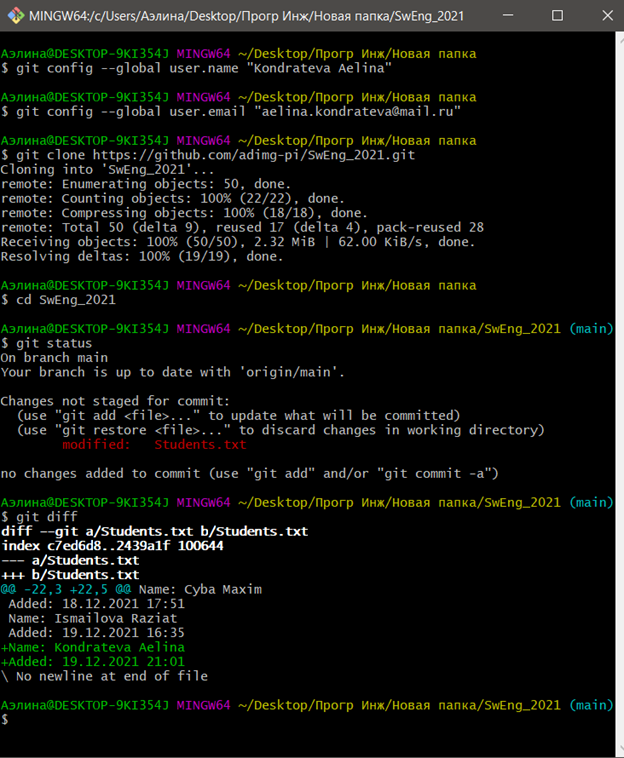 MINGW64:/c/Users/Аэлина/Desktop/Прогр Инж/Новая папка/SwEng_2021
Аэлина@DESKTOP-9KI354J MINGW64 ~/Desktop/Прогр Инж/Новая папка
$ git config --global user.name "Kondrateva Aelina"
Аэлина@DESKTOP-9KI354J MINGW64 ~/Desktop/Прогр Инж/Новая папка
$ git config --global user.email "aelina.kondrateva@mail.ru"
Аэлина@DESKTOP-9KI354J MINGW64 ~/Desktop/Прогр Инж/Новая папка
$ git clone https://github.com/adimg-pi/SwEng_2021.git
Cloning into 'SwEng_2021'...
remote: Enumerating objects: 50, done.
remote: Counting objects: 100% (22/22), done.
remote: Compressing objects: 100% (18/18), done.
remote: Total 50 (delta 9), reused 17 (delta 4), pack-reused 28
Receiving objects: 100% (50/50), 2.32 MiB | 62.00 KiB/s, done.
Resolving deltas: 100% (19/19), done.
Аэлина@DESKTOP-9KI354J MINGW64 ~/Desktop/Прогр Инж/Новая папка
$ cd SwEng_2021
Аэлина@DESKTOP-9KI354J MINGW64 ~/Desktop/Прогр Инж/Новая папка/SwEng_2021 (main)
$ git status
On branch main
Your branch is up to date with 'origin/main'.
Changes not staged for commit:
  (use "git add <file>..." to update what will be committed)
  (use "git restore <file>..." to discard changes in working directory)
        modified:   Students.txt
no changes added to commit (use "git add" and/or "git commit -a")
Аэлина@DESKTOP-9KI354J MINGW64 ~/Desktop/Прогр Инж/Новая папка/SwEng_2021 (main)
$ git diff
diff --git a/Students.txt b/Students.txt
index c7ed6d8..2439a1f 100644
--- a/Students.txt
+++ b/Students.txt
@@ -22,3 +22,5 @@ Name: Cyba Maxim
 Added: 18.12.2021 17:51
 Name: Ismailova Raziat
 Added: 19.12.2021 16:35
+Name: Kondrateva Aelina
+Added: 19.12.2021 21:01
\ No newline at end of file
Аэлина@DESKTOP-9KI354J MINGW64 ~/Desktop/Прогр Инж/Новая папка/SwEng_2021 (main)
$